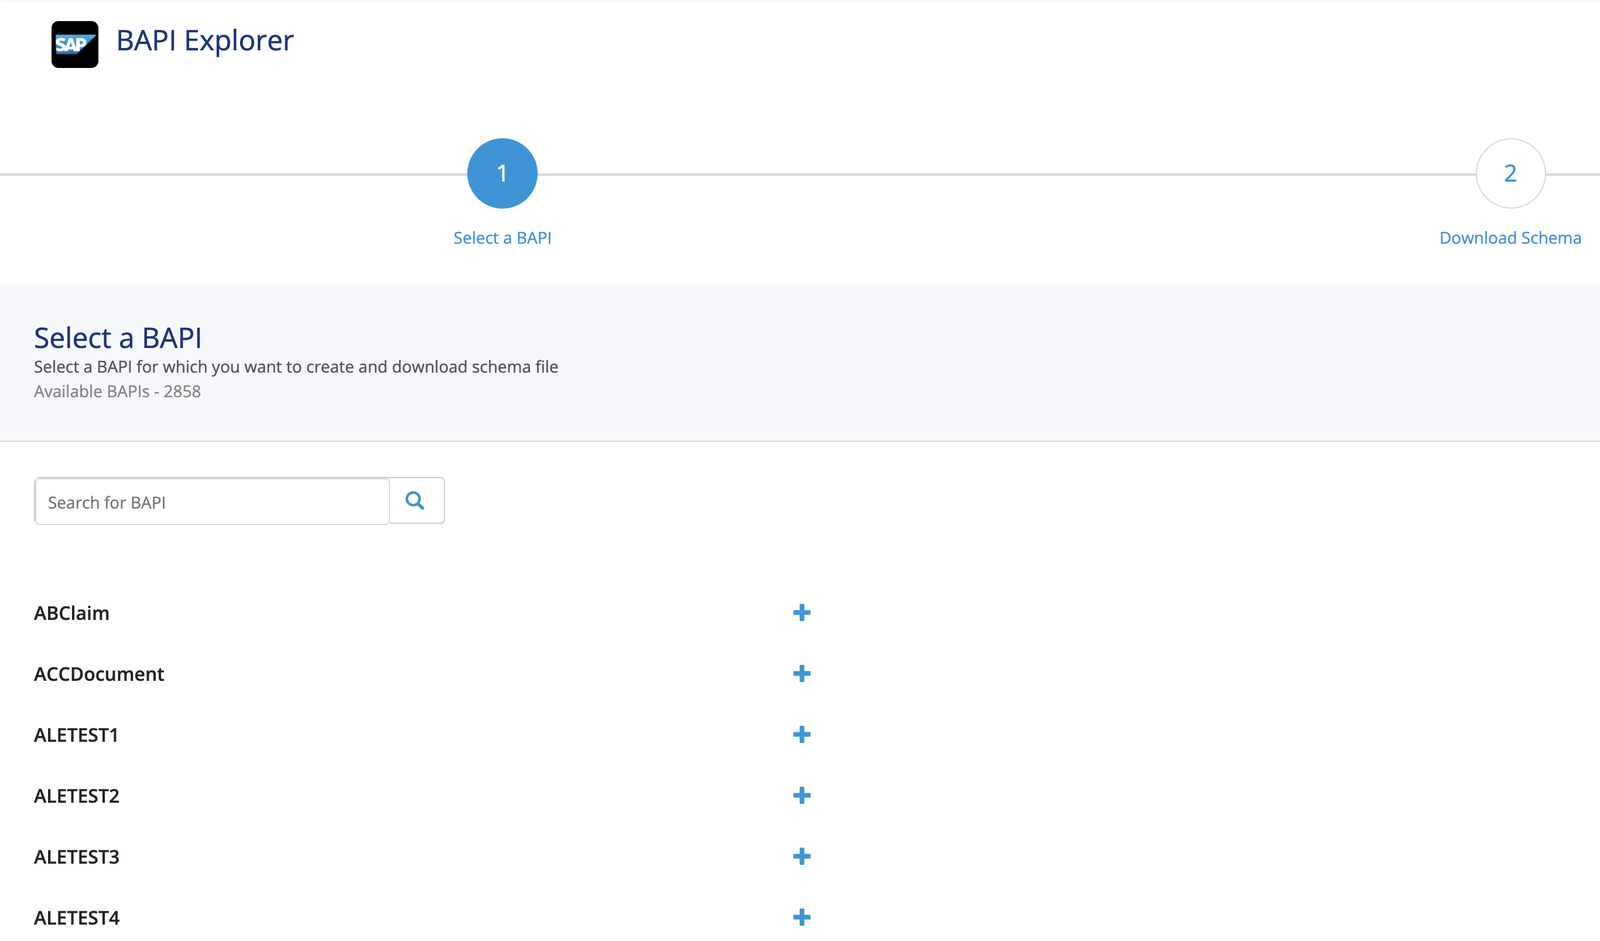 SAP
BAPI Explorer
1
2
Select a BAPI
Download Schema
Select a BAPI
Select a BAPI for which you want to create and download schema file
Available BAPIs - 2858
Search for BAPI
ABClaim
ACCDocument
ALETEST1
ALETEST2
ALETEST3
ALETEST4